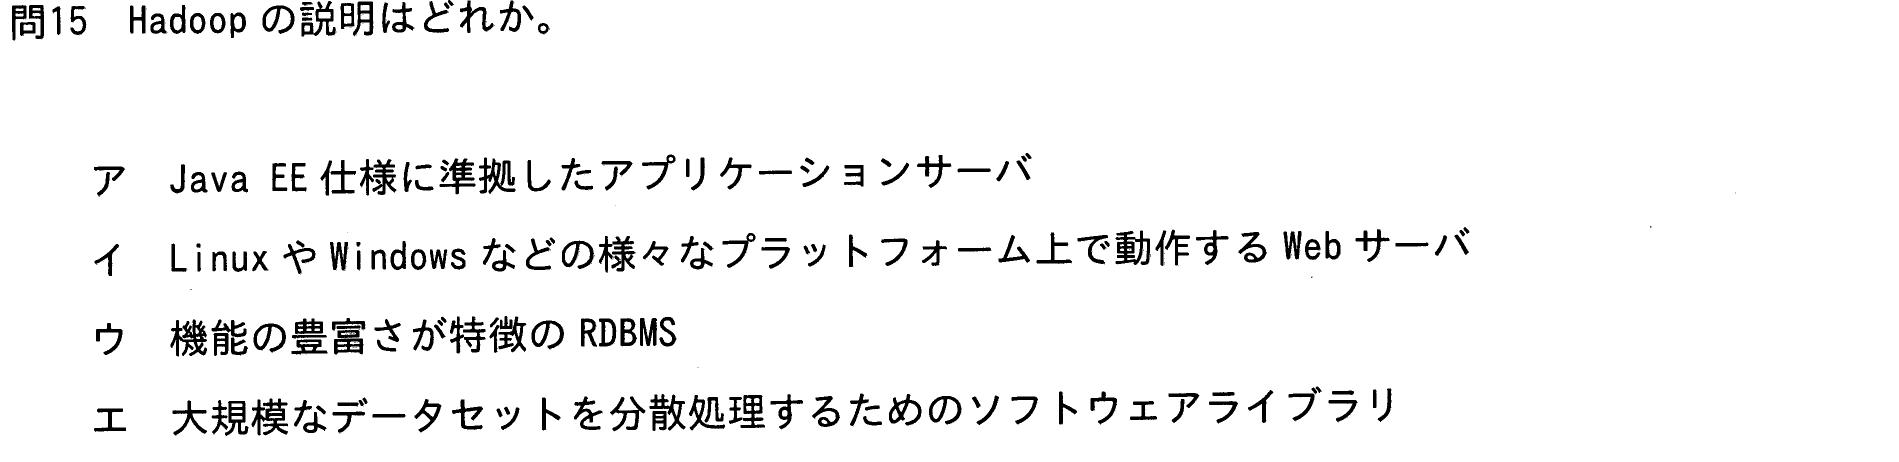 問15 Hadoop の説明はどれか。
ア Java EE 仕様に準拠したアプリケーションサーバ
イ Linux や Windows などの様々なプラットフォーム上で動作する Web サーバ
ウ 機能の豊富さが特徴の RDBMS
エ 大規模なデータセットを分散処理するためのソフトウェアライブラリ